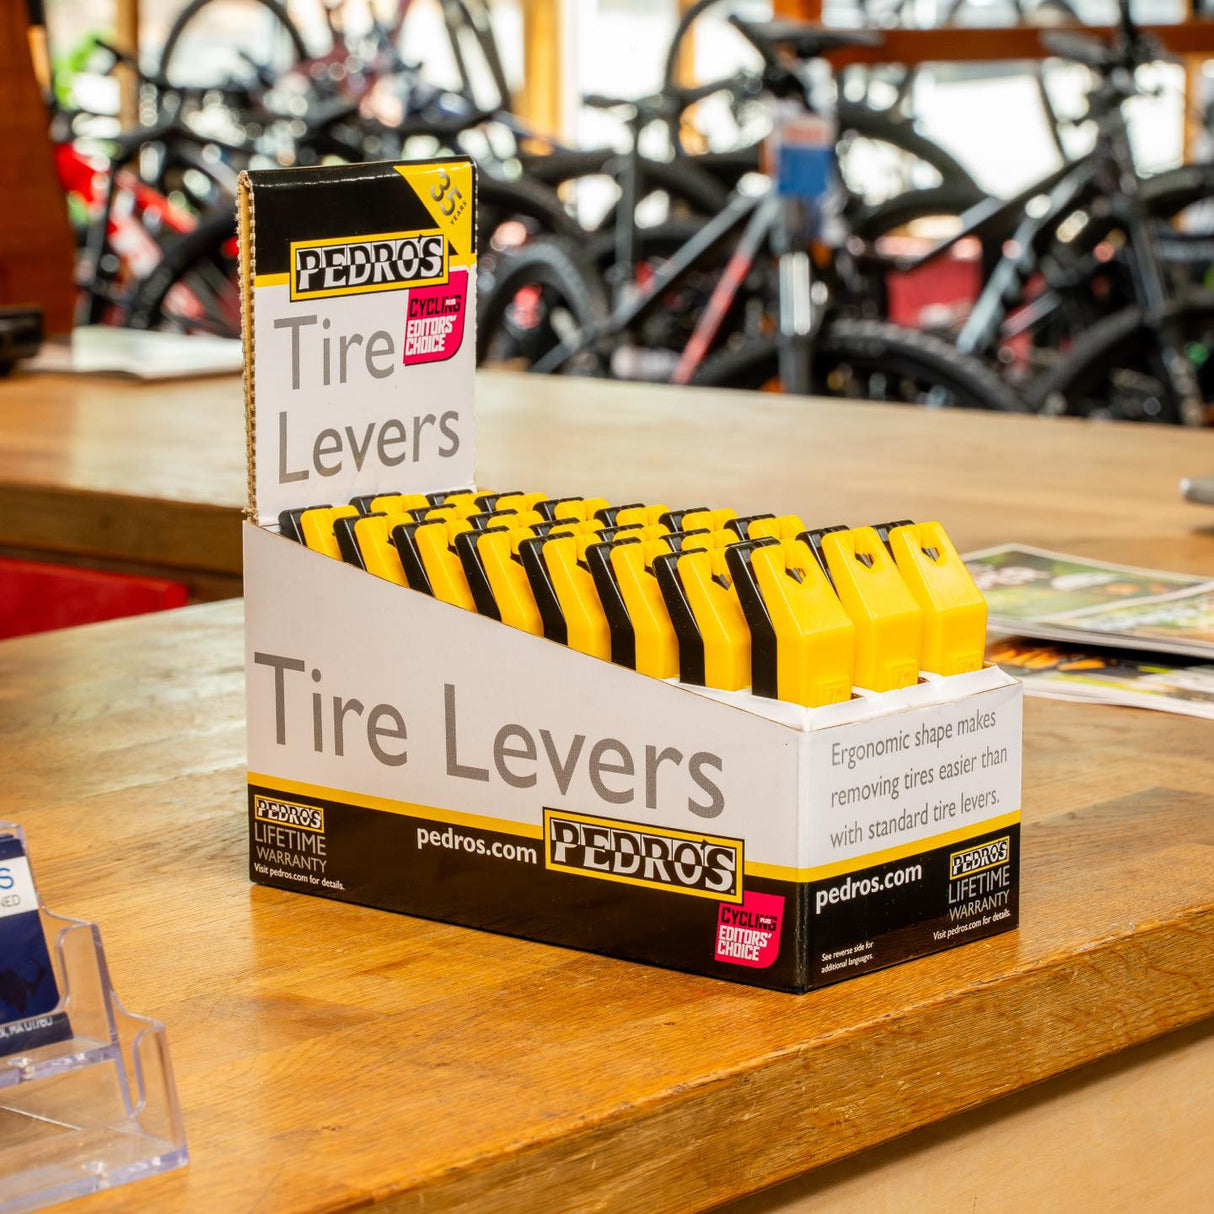 35
YEARS
PEDRO'S
CYCLING PLUS
EDITORS'
CHOICE
Tire
Levers
Tire Levers
PEDRO'S
LIFETIME
WARRANTY
Visit pedros.com for details.
pedros.com
PEDRO'S
CYCLING PLUS
EDITORS'
CHOICE
Ergonomic shape makes
removing tires easier than
with standard tire levers.
pedros.com
See reverse side for
additional languages.
PEDRO'S
LIFETIME
WARRANTY
Visit pedros.com for details.